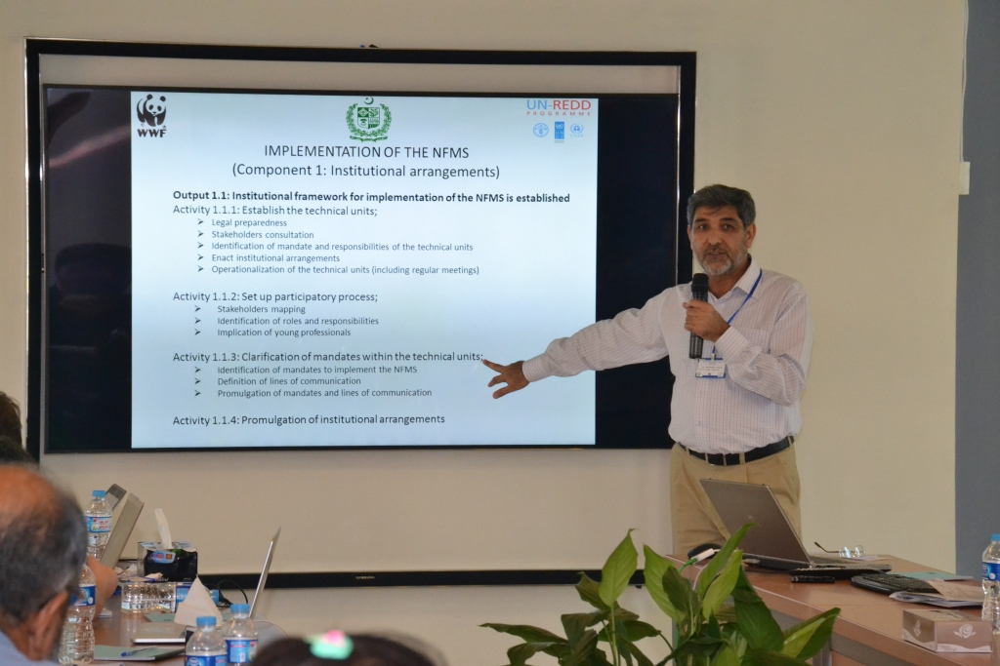 WWF
UN-REDD
PROGRAMME
IMPLEMENTATION OF THE NFMS
(Component 1: Institutional arrangements)
Output 1.1: Institutional framework for implementation of the NFMS is established
Activity 1.1.1: Establish the technical units;
➢ Legal preparedness
➢ Stakeholders consultation
➢ Identification of mandate and responsibilities of the technical units
➢ Enact institutional arrangements
➢ Operationalization of the technical units (including regular meetings)
Activity 1.1.2: Set up participatory process;
➢ Stakeholders mapping
➢ Identification of roles and responsibilities
➢ Implication of young professionals
Activity 1.1.3: Clarification of mandates within the technical units;
➢ Identification of mandates to implement the NFMS
➢ Definition of lines of communication
➢ Promulgation of mandates and lines of communication
Activity 1.1.4: Promulgation of institutional arrangements
SAMSUNG